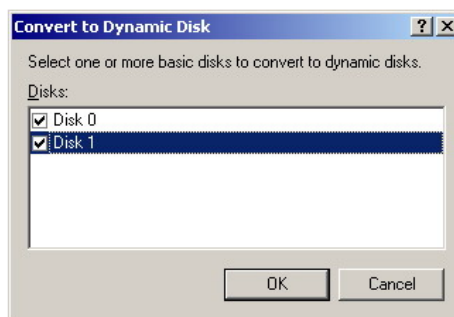 Convert to Dynamic Disk
Select one or more basic disks to convert to dynamic disks.
Disks:
Disk 0
Disk 1
OK
Cancel